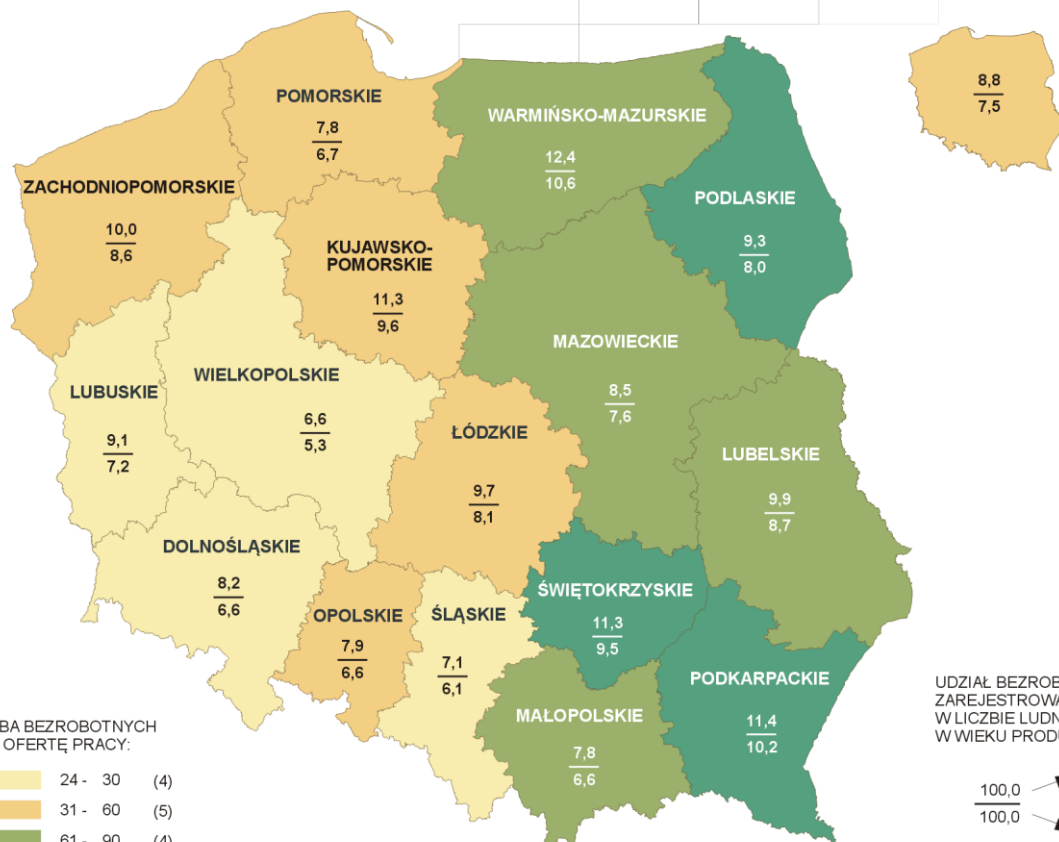 POMORSKIE
7,8
6,7
WARMIŃSKO-MAZURSKIE
12,4
10,6
8,8
7,5
ZACHODNIOPOMORSKIE
10,0
8,6
PODLASKIE
9,3
8,0
KUJAWSKO-
POMORSKIE
11,3
9,6
MAZOWIECKIE
8,5
7,6
LUBUSKIE
9,1
7,2
WIELKOPOLSKIE
6,6
5,3
ŁÓDZKIE
9,7
8,1
LUBELSKIE
9,9
8,7
DOLNOŚLĄSKIE
8,2
6,6
OPOLSKIE
7,9
6,6
ŚLĄSKIE
7,1
6,1
ŚWIĘTOKRZYSKIE
11,3
9,5
MAŁOPOLSKIE
7,8
6,6
PODKARPACKIE
11,4
10,2
BA BEZROBOTNYCH
OFERTĘ PRACY:
24 - 30 (4)
31 - 60 (5)
61 - 90 (4)
UDZIAŁ BEZROB
ZAREJESTROWA
W LICZBIE LUDN
W WIEKU PRODU
100,0
100,0